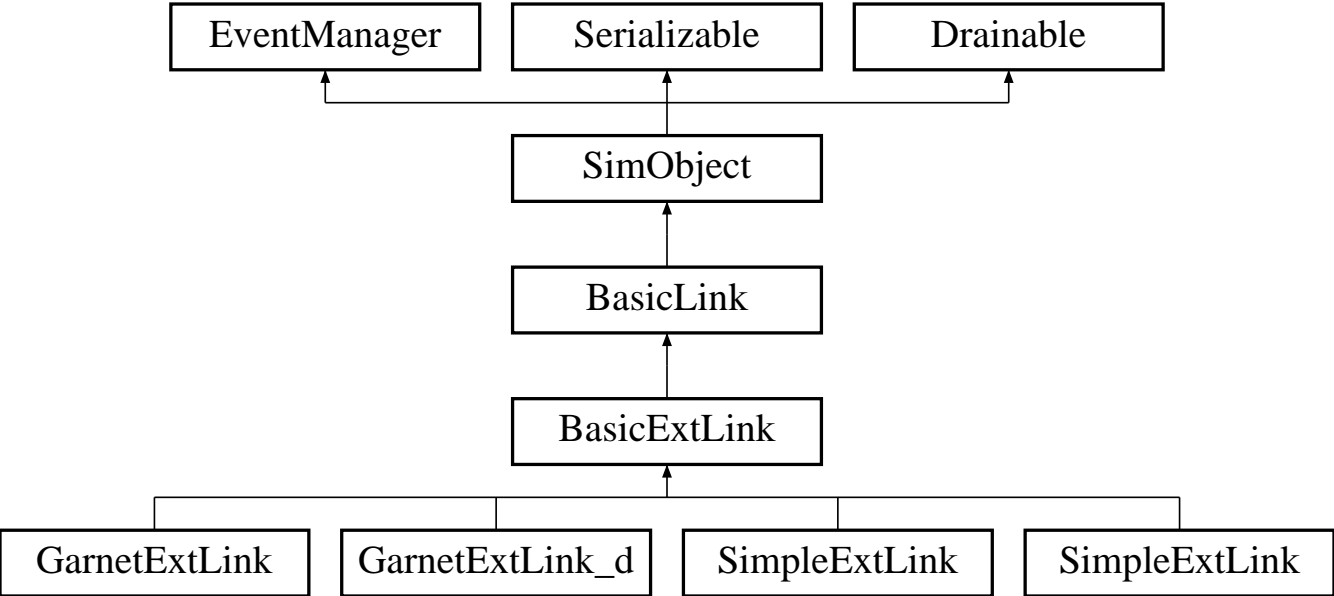 EventManager
Serializable
Drainable
SimObject
BasicLink
BasicExtLink
GarnetExtLink
GarnetExtLink_d
SimpleExtLink
SimpleExtLink